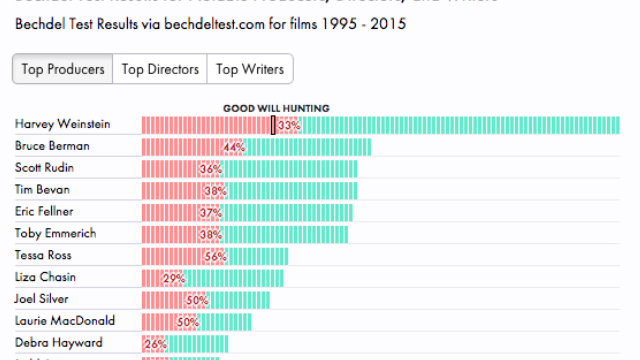 Bechdel Test Results via bechdeltest.com for films 1995 - 2015
Top Producers Top Directors Top Writers
GOOD WILL HUNTING
Harvey Weinstein 33%
Bruce Berman 44%
Scott Rudin 36%
Tim Bevan 38%
Eric Fellner 37%
Toby Emmerich 38%
Tessa Ross 56%
Liza Chasin 29%
Joel Silver 50%
Laurie MacDonald 50%
Debra Hayward 26%